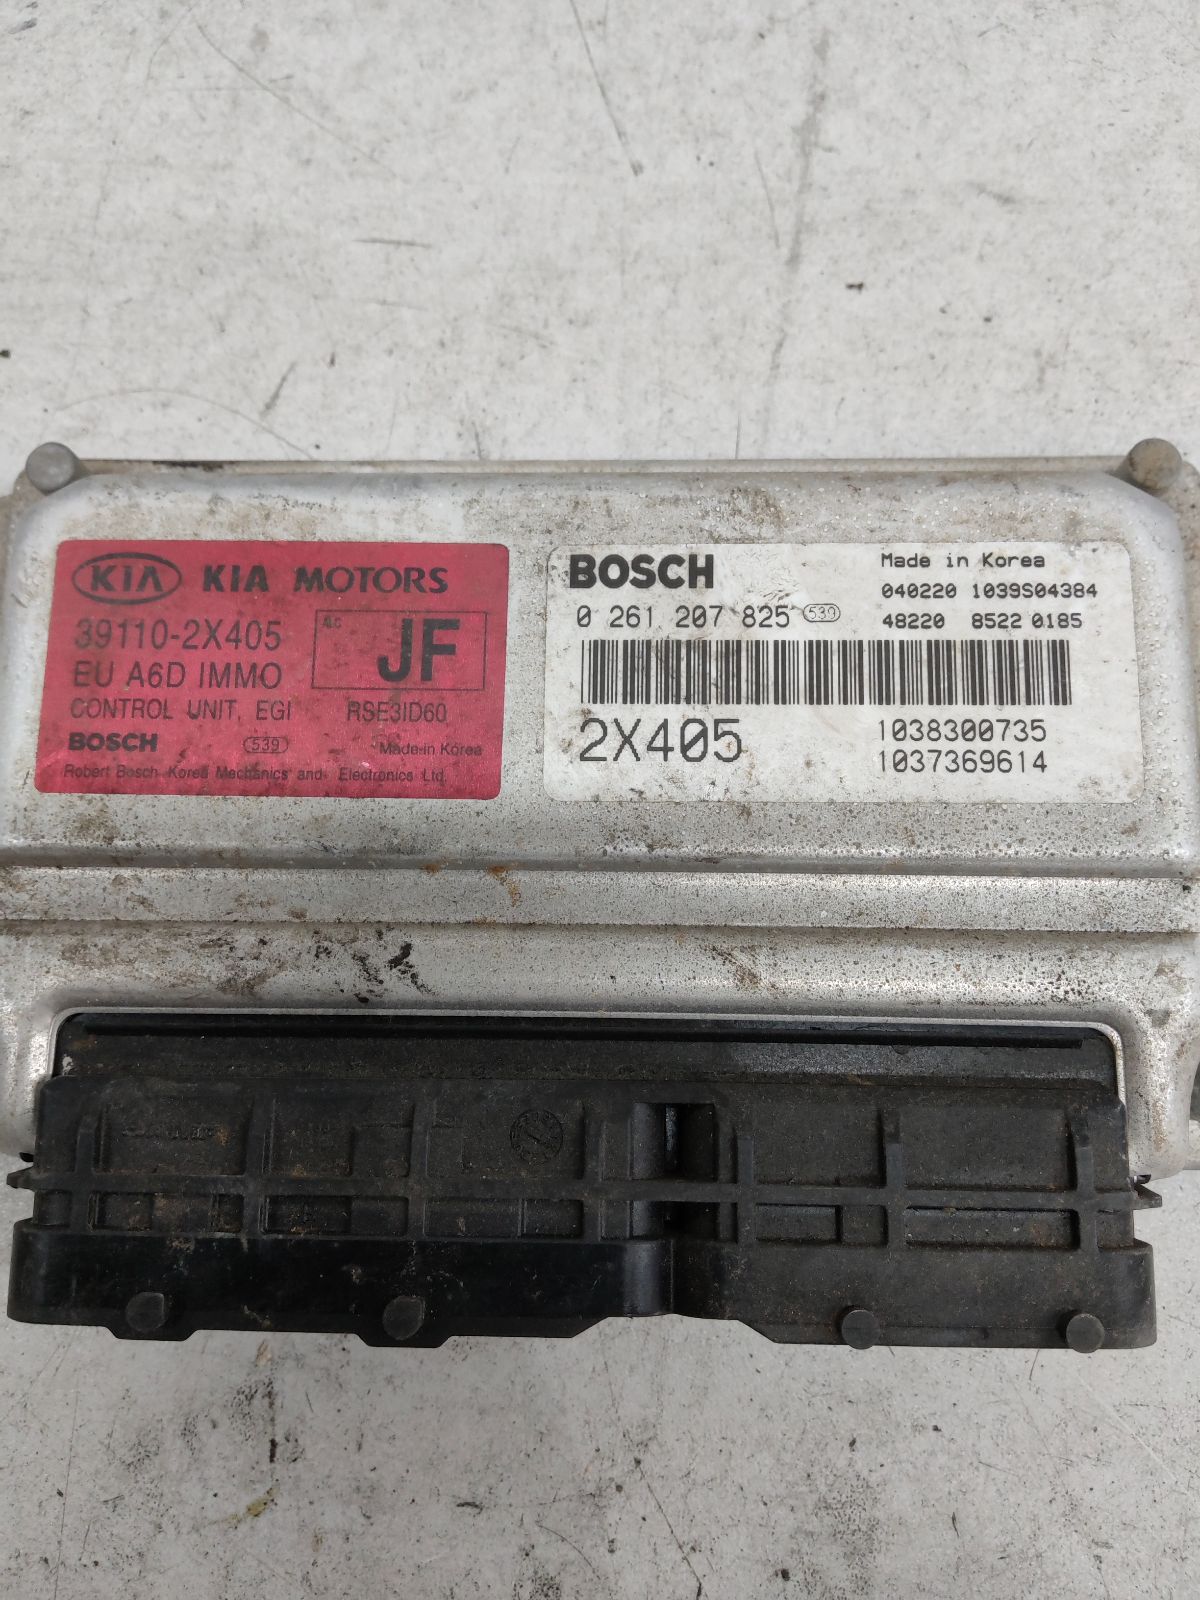 KIA KIA MOTORS
39110-2X405
EU A6D IMMO
JF
CONTROL UNIT, EGI RSE3ID60
BOSCH 539 Made in Korea
Robert Bosch Korea Mechanics and Electronics Ltd.
BOSCH Made in Korea
0 261 207 825 539
040220 1039S04384
48220 8522 0185
2X405
1038300735
1037369614